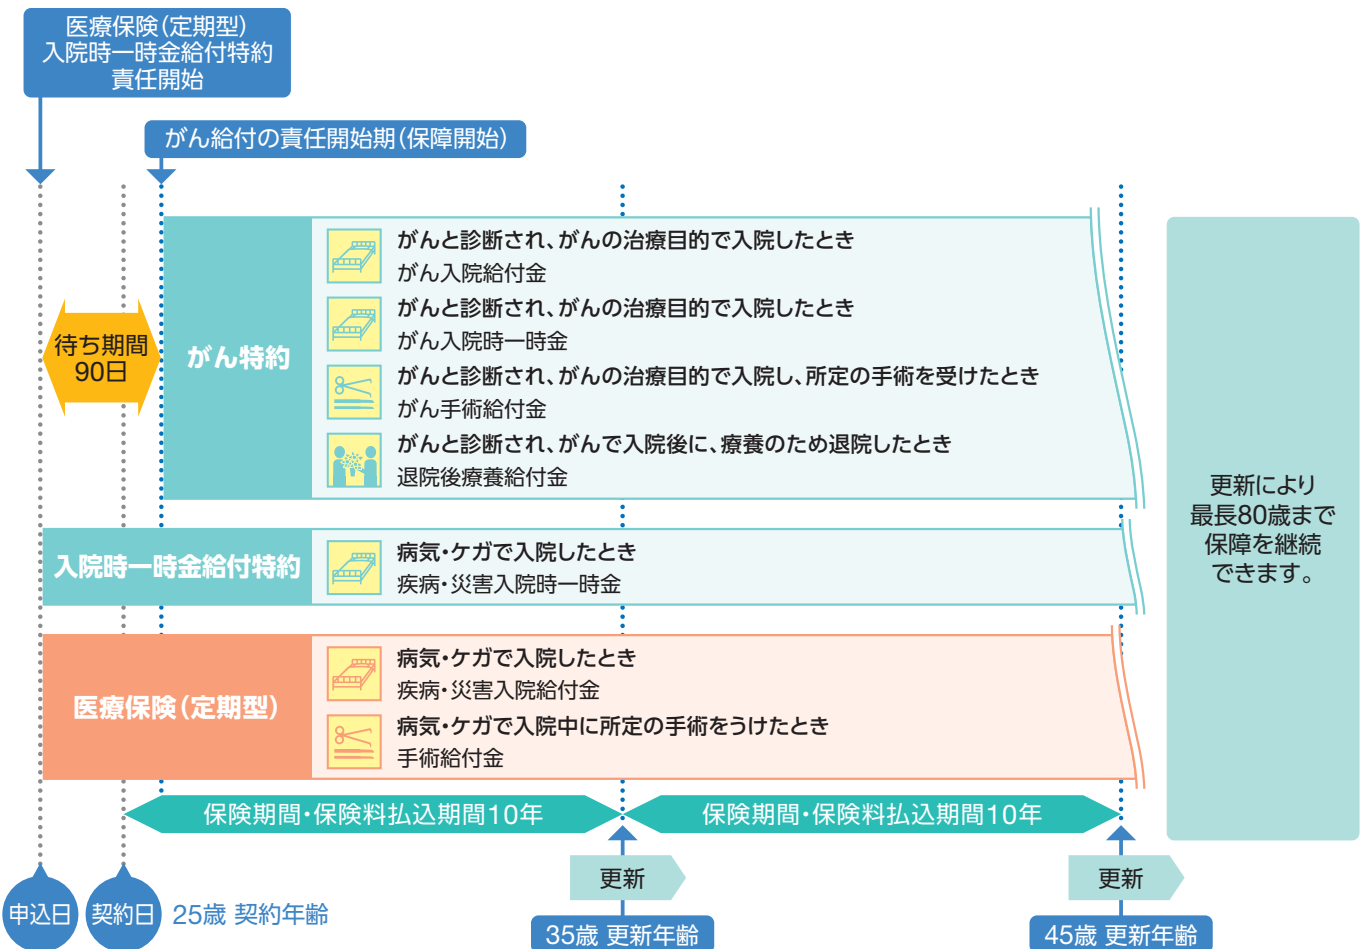 医療保険(定期型)
入院時一時金給付特約
責任開始
がん給付の責任開始期(保障開始)
待ち期間
90日
がん特約
がんと診断され、がんの治療目的で入院したとき
がん入院給付金
がんと診断され、がんの治療目的で入院したとき
がん入院時一時金
がんと診断され、がんの治療目的で入院し、所定の手術を受けたとき
がん手術給付金
がんと診断され、がんで入院後に、療養のため退院したとき
退院後療養給付金
入院時一時金給付特約
病気・ケガで入院したとき
疾病・災害入院時一時金
医療保険(定期型)
病気・ケガで入院したとき
疾病・災害入院給付金
病気・ケガで入院中に所定の手術をうけたとき
手術給付金
更新により
最長80歳まで
保障を継続
できます。
保険期間・保険料払込期間10年
保険期間・保険料払込期間10年
更新
更新
申込日
契約日
25歳 契約年齢
35歳 更新年齢
45歳 更新年齢